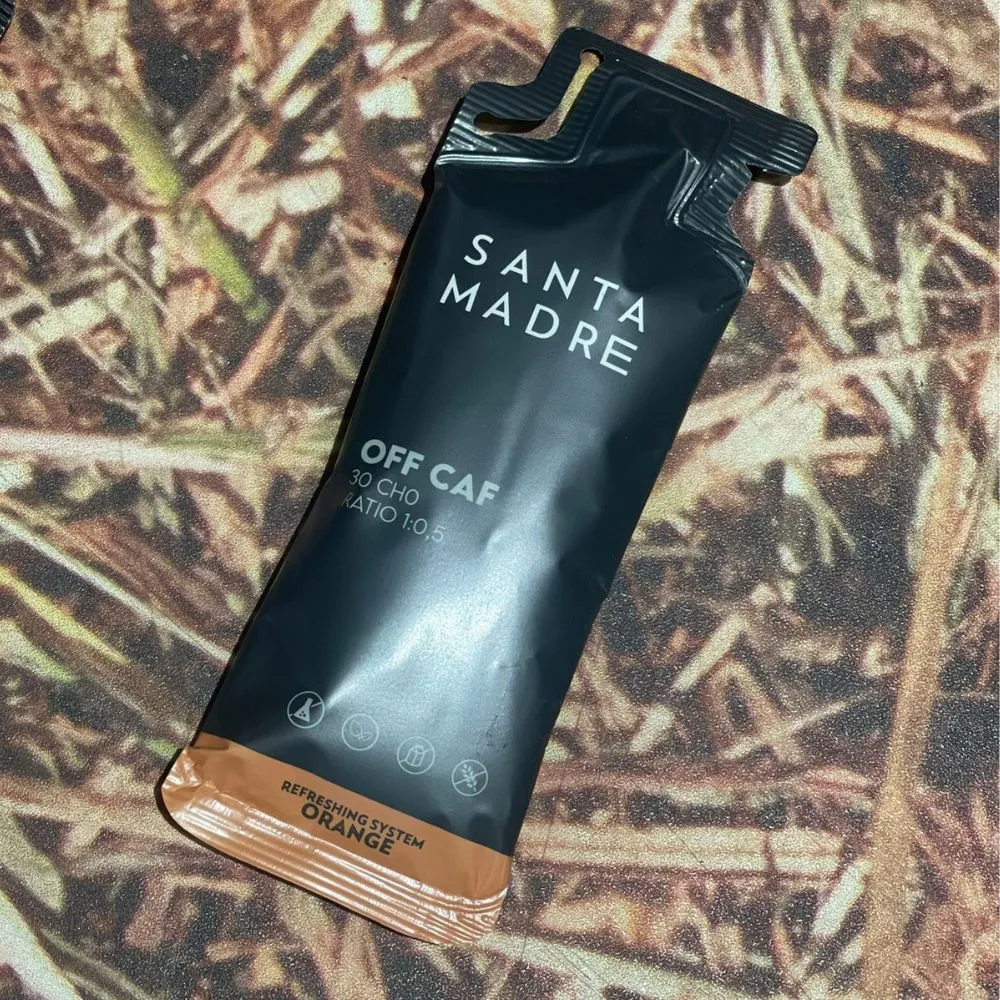 SANTA
MADRE
OFF CAF
30 CHO
RATIO 1:0,5
REFRESHING SYSTEM
ORANGE